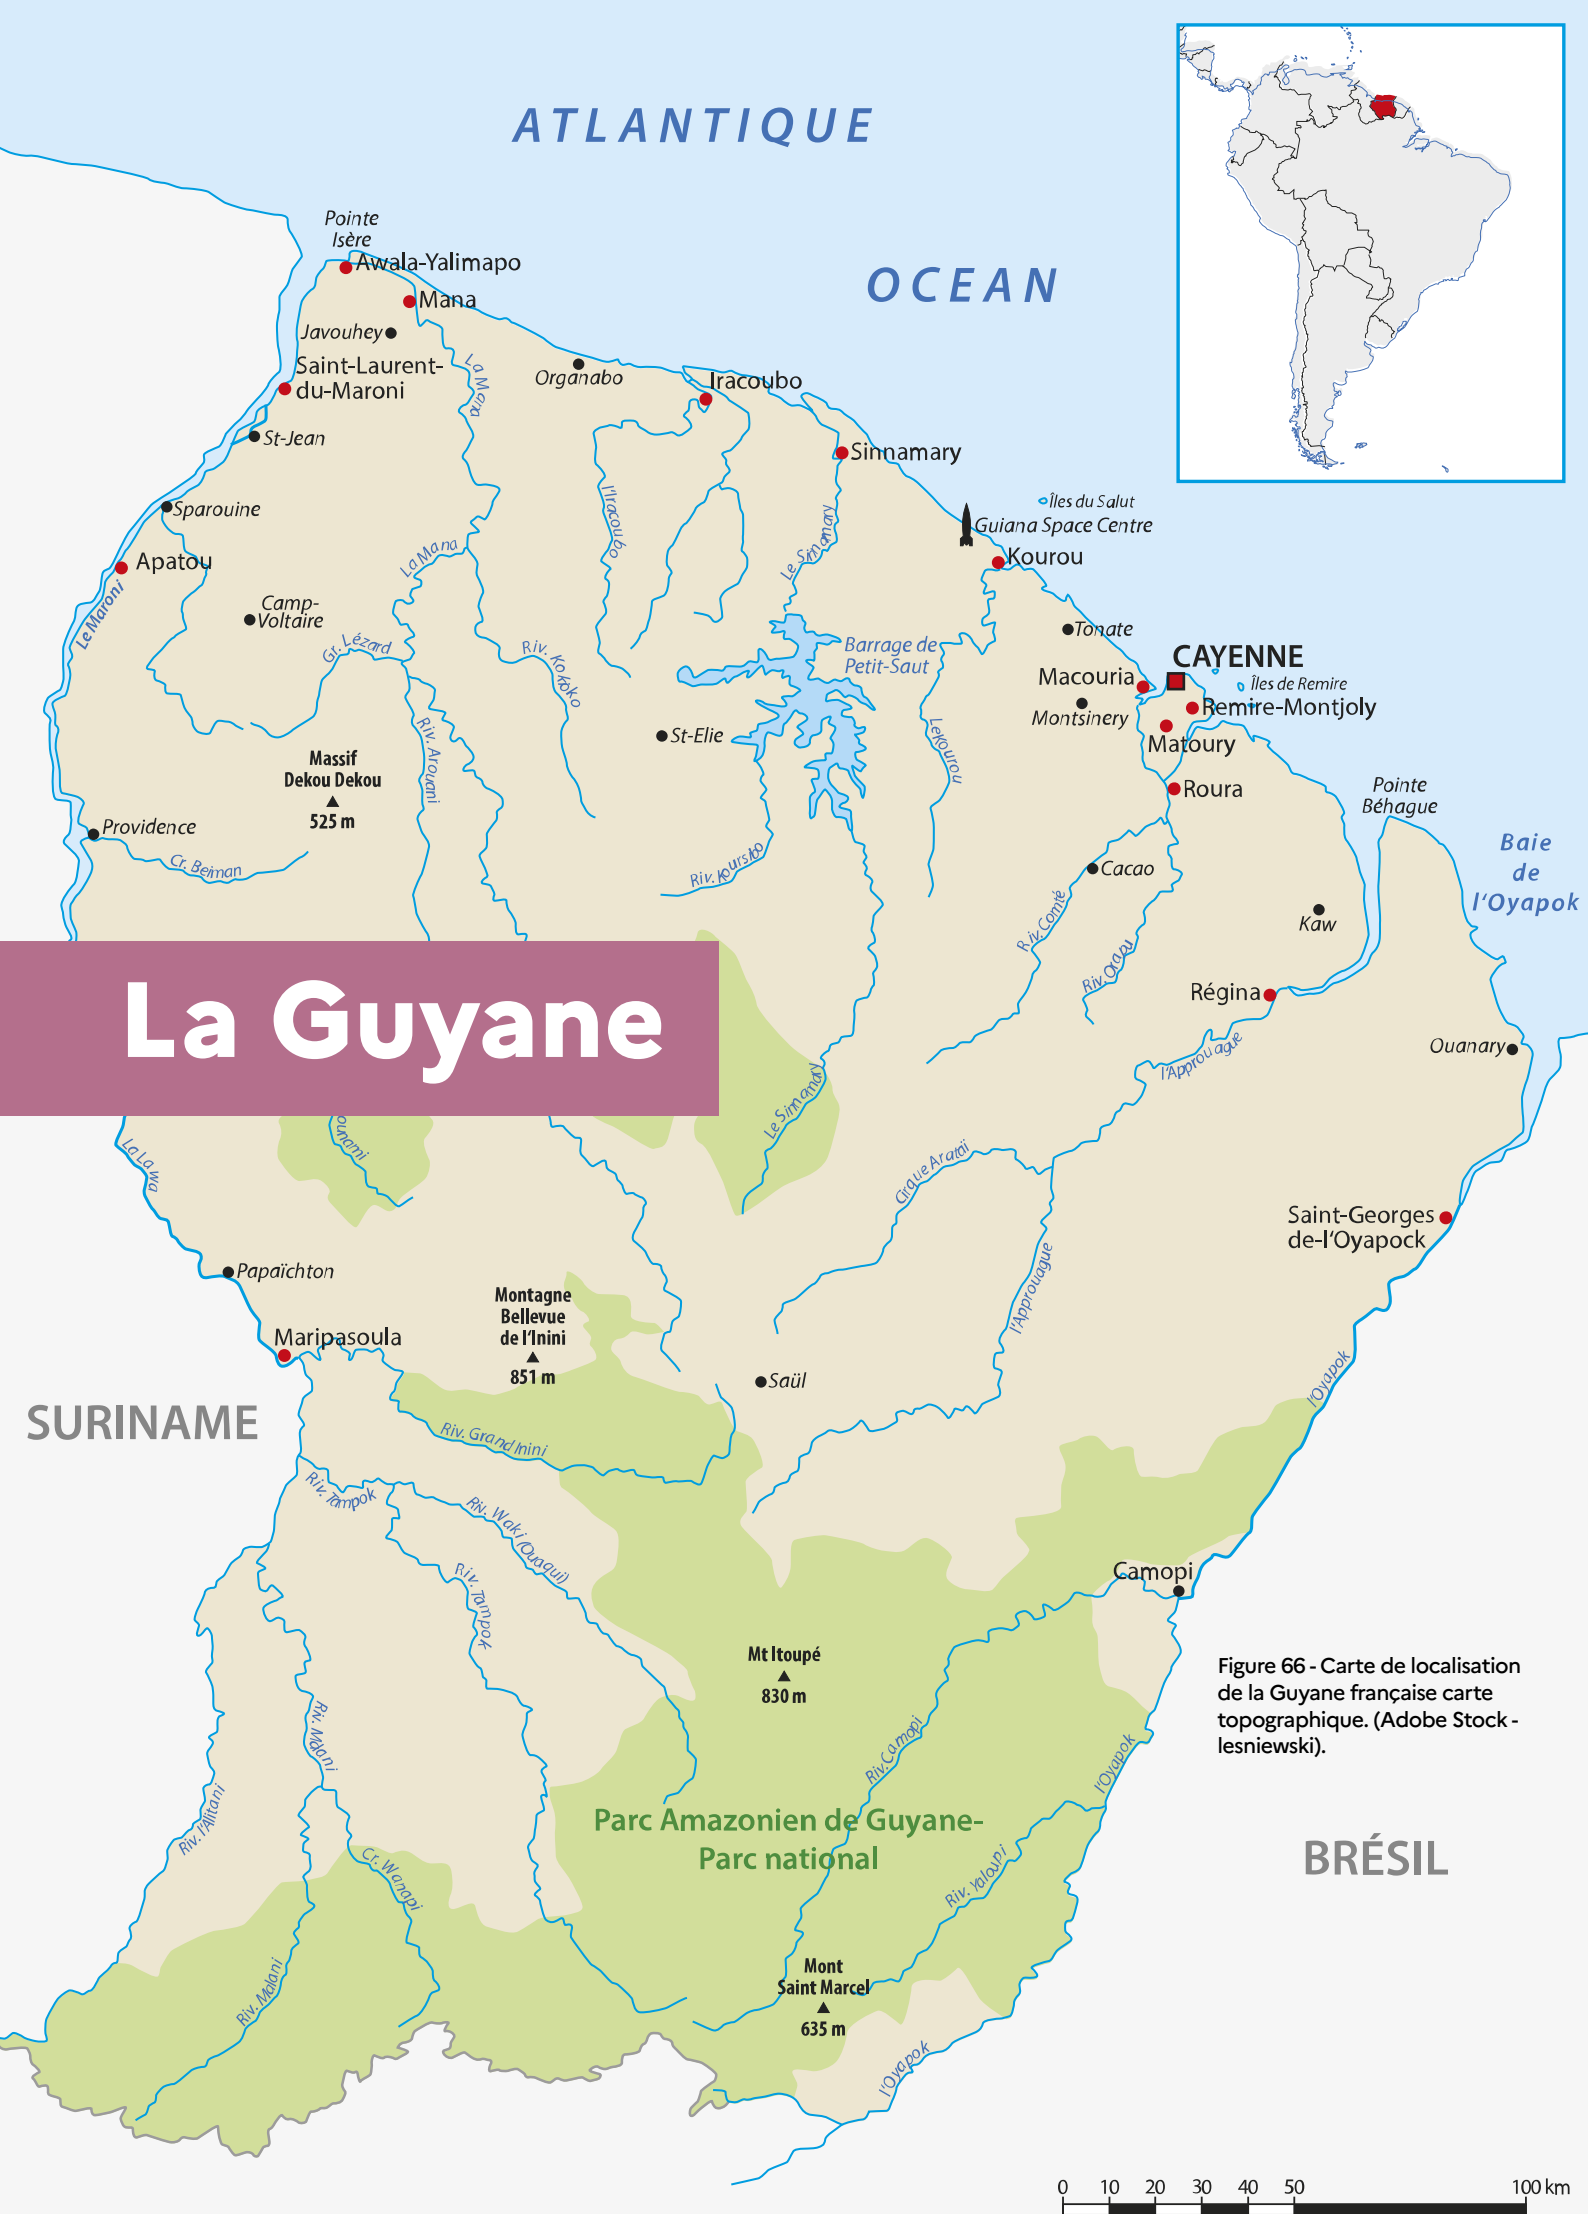 ATLANTIQUE
OCEAN
Pointe
Isère
Awala-Yalimapo
Mana
Javouhey
Saint-Laurent-
du-Maroni
La Mana
Organabo
Iracoubo
St-Jean
Sinnamary
Sparouine
l'Iracoubo
Le Sinnamary
Îles du Salut
Guiana Space Centre
Kourou
Apatou
La Mana
Le Maroni
Camp-
Voltaire
Gr. Lézard
Riv. Kokoko
Barrage de
Petit-Saut
Tonate
CAYENNE
Macouria
Îles de Remire
Montsinery
Remire-Montjoly
Matoury
St-Elie
Riv. Arouani
Le Kourou
Massif
Dekou Dekou
525 m
Roura
Pointe
Béhague
Providence
Cr. Beiman
Riv. Koursibo
Cacao
Baie
de
l'Oyapok
Riv. Comté
Kaw
Riv. Orapu
Régina
La Guyane
Ouanary
l'Approuague
Le Sinnamary
ounami
La Lawa
Cirque Arataï
Saint-Georges
de-l'Oyapock
Papaïchton
l'Approuague
Montagne
Bellevue
de l'Inini
851 m
Maripasoula
Saül
l'Oyapok
SURINAME
Riv. Grand Inini
Riv. Tampok
Riv. Waki (Ouaqui)
Riv. Tampok
Camopi
Mt Itoupé
830 m
Figure 66 - Carte de localisation
de la Guyane française carte
topographique. (Adobe Stock -
lesniewski).
Riv. Mdani
Riv. Camopi
l'Oyapok
Riv. l'Alitani
Parc Amazonien de Guyane-
Parc national
BRÉSIL
Cr. Wanapi
Riv. Yaloupi
Riv. Malani
Mont
Saint Marcel
635 m
l'Oyapok
0 10 20 30 40 50 100 km